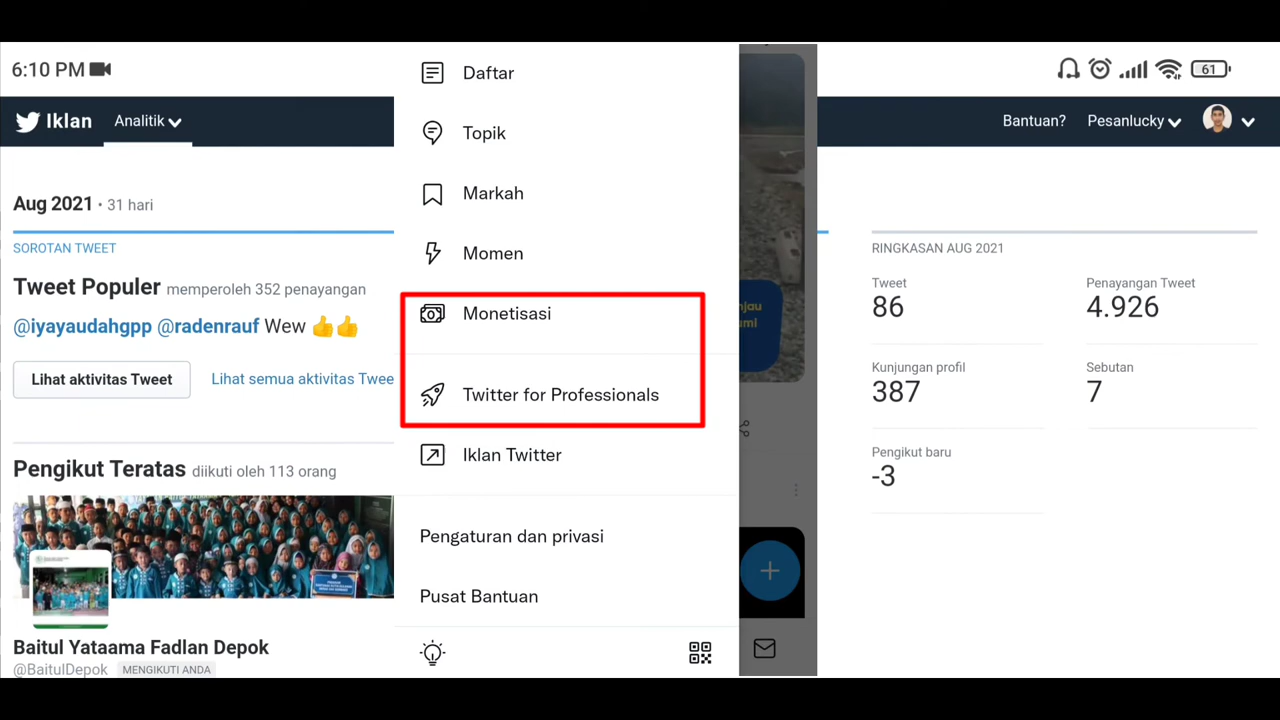 6:10 PM
61
Iklan
Analitik
Aug 2021 • 31 hari
SOROTAN TWEET
Tweet Populer memperoleh 352 penayangan
@iyayaudahgpp @radenrauf Wew 👍👍
Lihat aktivitas Tweet
Lihat semua aktivitas Twee
Pengikut Teratas diikuti oleh 113 orang
Baitul Yataama Fadlan Depok
@BaitulDepok MENGIKUTI ANDA
Daftar
Topik
Markah
Momen
Monetisasi
Twitter for Professionals
Iklan Twitter
Pengaturan dan privasi
Pusat Bantuan
njau
ami
Bantuan?
Pesanlucky
RINGKASAN AUG 2021
Tweet
86
Penayangan Tweet
4.926
Kunjungan profil
387
Sebutan
7
Pengikut baru
-3